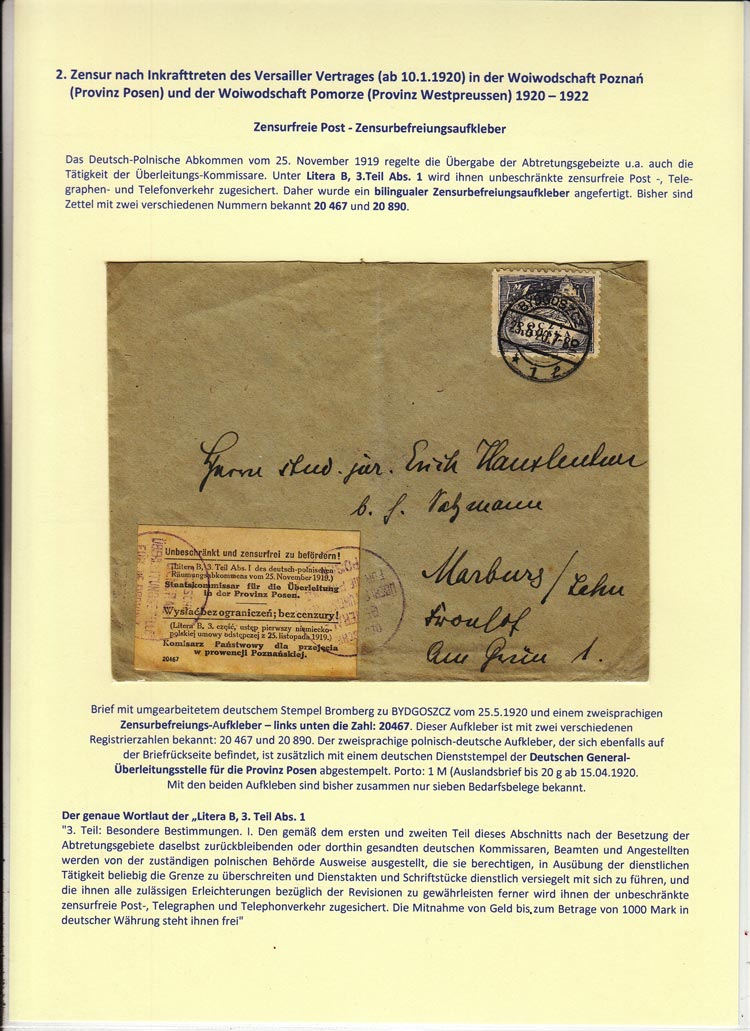 2. Zensur nach Inkrafttreten des Versailler Vertrages (ab 10.1.1920) in der Woiwodschaft Poznań
(Provinz Posen) und der Woiwodschaft Pomorze (Provinz Westpreussen) 1920 – 1922
Zensurfreie Post - Zensurbefreiungsaufkleber
Das Deutsch-Polnische Abkommen vom 25. November 1919 regelte die Übergabe der Abtretungsgebeizte u.a. auch die
Tätigkeit der Überleitungs-Kommissare. Unter Litera B, 3.Teil Abs. 1 wird ihnen unbeschränkte zensurfreie Post -, Tele-
graphen- und Telefonverkehr zugesichert. Daher wurde ein bilingualer Zensurbefreiungsaufkleber angefertigt. Bisher sind
Zettel mit zwei verschiedenen Nummern bekannt 20 467 und 20 890.
BYDGOSZCZ
* 1 2
Herrn stud. jur. Erich
b. H.
Marburg / Lahn
Fronhof
Am Grün 1.
Unbeschränkt und zensurfrei zu befördern!
(Litera B, 3. Teil Abs. I des deutsch-polnischen
Räumungsabkommens vom 25. November 1919.)
Staatskommissar für die Überleitung
in der Provinz Posen.
Wysłać bez ograniczeń; bez cenzury!
(Litera B. 3. część, ustęp pierwszy niemiecko-
polskiej umowy odstępczej z 25. listopada 1919.)
Komisarz Państwowy dla przejęcia
w prowencji Poznańskiej.
20467
Brief mit umgearbeitetem deutschem Stempel Bromberg zu BYDGOSZCZ vom 25.5.1920 und einem zweisprachigen
Zensurbefreiungs-Aufkleber – links unten die Zahl: 20467. Dieser Aufkleber ist mit zwei verschiedenen
Registrierzahlen bekannt: 20 467 und 20 890. Der zweisprachige polnisch-deutsche Aufkleber, der sich ebenfalls auf
der Briefrückseite befindet, ist zusätzlich mit einem deutschen Dienststempel der Deutschen General-
Überleitungsstelle für die Provinz Posen abgestempelt. Porto: 1 M (Auslandsbrief bis 20 g ab 15.04.1920.
Mit den beiden Aufkleben sind bisher zusammen nur sieben Bedarfsbelege bekannt.
Der genaue Wortlaut der „Litera B, 3. Teil Abs. 1
"3. Teil: Besondere Bestimmungen. I. Den gemäß dem ersten und zweiten Teil dieses Abschnitts nach der Besetzung der
Abtretungsgebiete daselbst zurückbleibenden oder dorthin gesandten deutschen Kommissaren, Beamten und Angestellten
werden von der zuständigen polnischen Behörde Ausweise ausgestellt, die sie berechtigen, in Ausübung der dienstlichen
Tätigkeit beliebig die Grenze zu überschreiten und Dienstakten und Schriftstücke dienstlich versiegelt mit sich zu führen, und
die ihnen alle zulässigen Erleichterungen bezüglich der Revisionen zu gewährleisten ferner wird ihnen der unbeschränkte
zensurfreie Post-, Telegraphen und Telephonverkehr zugesichert. Die Mitnahme von Geld bis zum Betrage von 1000 Mark in
deutscher Währung steht ihnen frei"